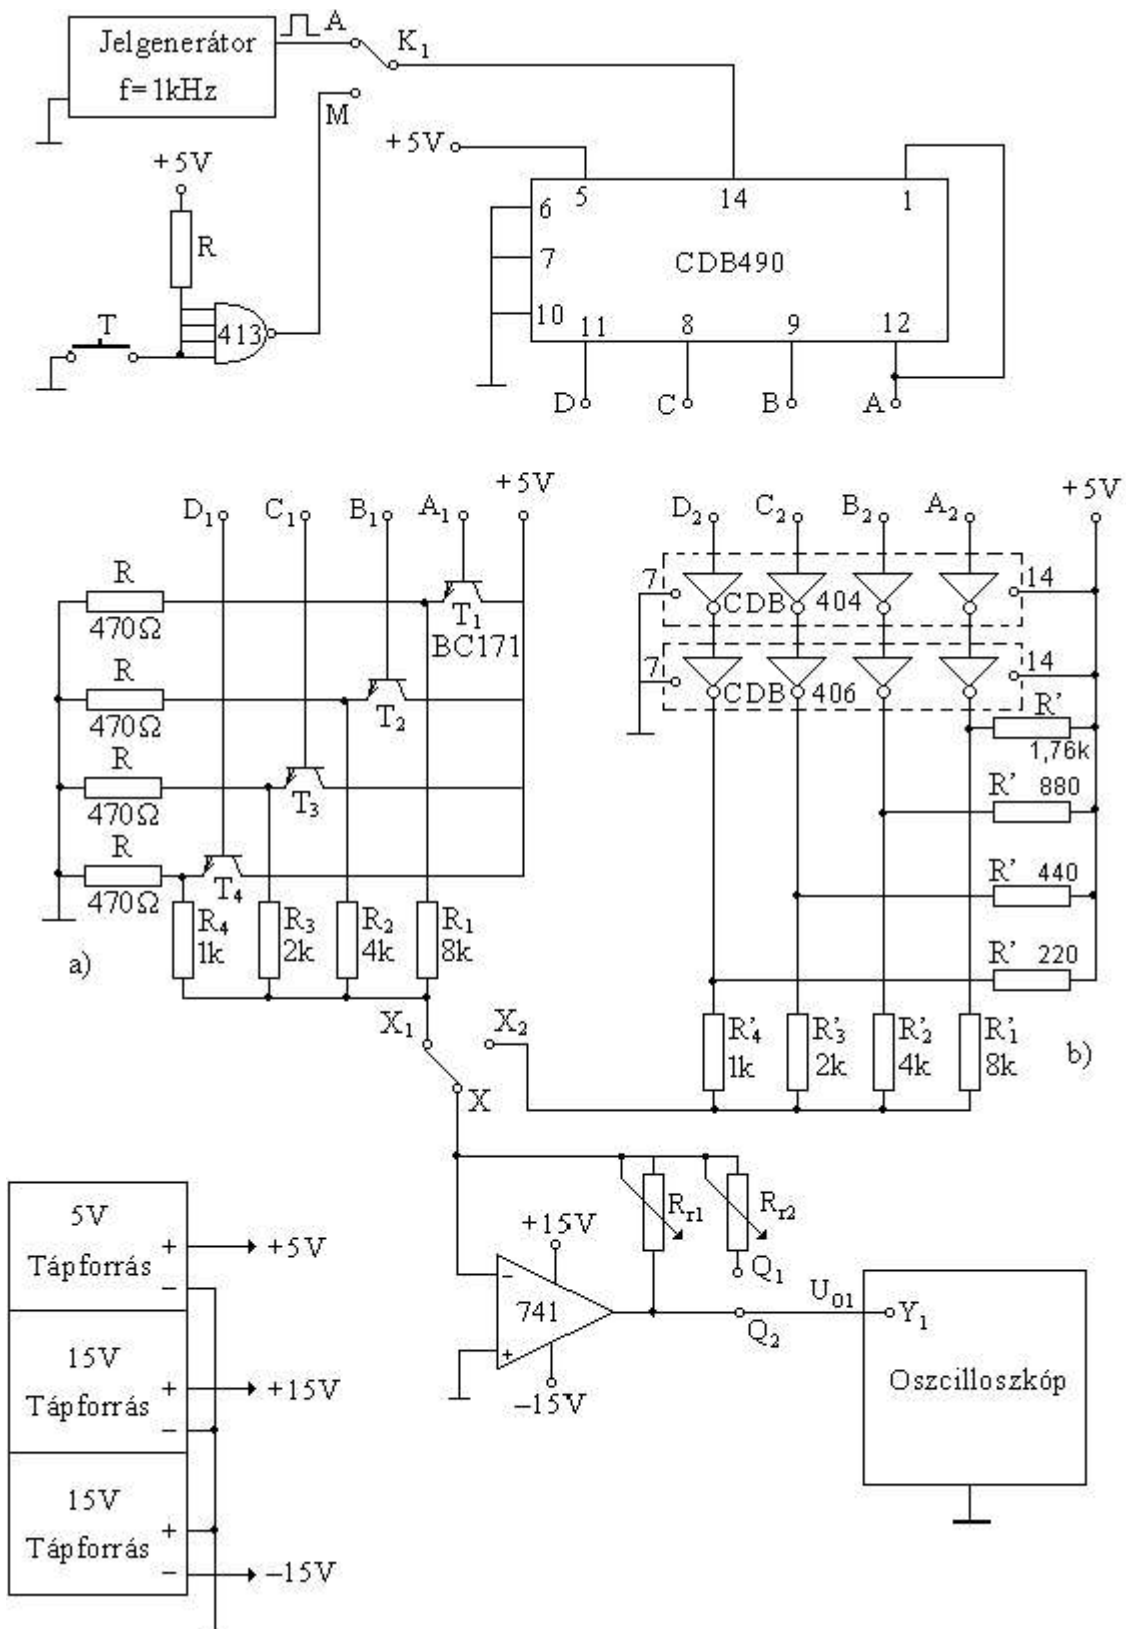 Jelgenerátor
f=1kHz
A
K1
M
+5V
R
T
413
+5V
5
14
1
6
7
10
CDB490
11
8
9
12
D
C
B
A
D1
C1
B1
A1
+5V
R
470Ω
T1
BC171
R
470Ω
T2
R
470Ω
T3
R
470Ω
T4
R4
1k
R3
2k
R2
4k
R1
8k
a)
D2
C2
B2
A2
+5V
7
CDB
404
14
7
CDB
406
14
R'
1,76k
R'
880
R'
440
R'
220
R'4
1k
R'3
2k
R'2
4k
R'1
8k
b)
X1
X2
X
Rr1
Rr2
+15V
−
741
+
−15V
Q1
Q2
U01
Y1
Oszcilloszkóp
5V
Tápforrás
+
−
+5V
15V
Tápforrás
+
−
+15V
15V
Tápforrás
+
−
−15V